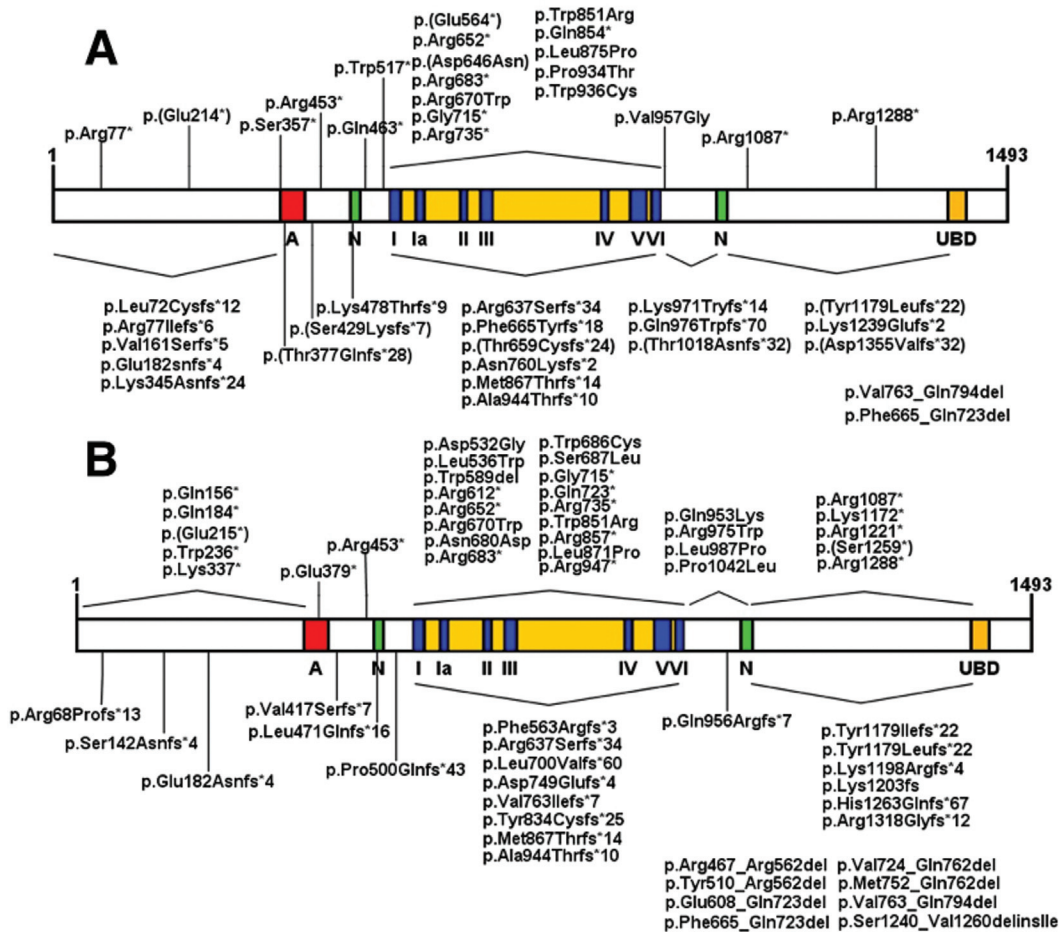 A
p.(Glu564*)
p.Arg652*
p.(Asp646Asn)
p.Arg683*
p.Arg670Trp
p.Gly715*
p.Arg735*
p.Trp851Arg
p.Gln854*
p.Leu875Pro
p.Pro934Thr
p.Trp936Cys
p.Arg77*
p.(Glu214*)
p.Ser357*
p.Arg453*
p.Gln463*
p.Trp517*
p.Val957Gly
p.Arg1087*
p.Arg1288*
1
1493
A N I Ia II III IV V VI N UBD
p.Leu72Cysfs*12
p.Arg77Ilefs*6
p.Val161Serfs*5
p.Glu182snfs*4
p.Lys345Asnfs*24
p.(Thr377Glnfs*28)
p.(Ser429Lysfs*7)
p.Lys478Thrfs*9
p.Arg637Serfs*34
p.Phe665Tyrfs*18
p.(Thr659Cysfs*24)
p.Asn760Lysfs*2
p.Met867Thrfs*14
p.Ala944Thrfs*10
p.Lys971Tryfs*14
p.Gln976Trpfs*70
p.(Thr1018Asnfs*32)
p.(Tyr1179Leufs*22)
p.Lys1239Glufs*2
p.(Asp1355Valfs*32)
p.Val763_Gln794del
p.Phe665_Gln723del
B
p.Gln156*
p.Gln184*
p.(Glu215*)
p.Trp236*
p.Lys337*
p.Glu379*
p.Arg453*
p.Asp532Gly
p.Leu536Trp
p.Trp589del
p.Arg612*
p.Arg652*
p.Arg670Trp
p.Asn680Asp
p.Arg683*
p.Trp686Cys
p.Ser687Leu
p.Gly715*
p.Gln723*
p.Arg735*
p.Trp851Arg
p.Arg857*
p.Leu871Pro
p.Arg947*
p.Gln953Lys
p.Arg975Trp
p.Leu987Pro
p.Pro1042Leu
p.Arg1087*
p.Lys1172*
p.Arg1221*
p.(Ser1259*)
p.Arg1288*
1
1493
A N I Ia II III IV V VI N UBD
p.Arg68Profs*13
p.Ser142Asnfs*4
p.Glu182Asnfs*4
p.Val417Serfs*7
p.Leu471Glnfs*16
p.Pro500Glnfs*43
p.Phe563Argfs*3
p.Arg637Serfs*34
p.Leu700Valfs*60
p.Asp749Glufs*4
p.Val763Ilefs*7
p.Tyr834Cysfs*25
p.Met867Thrfs*14
p.Ala944Thrfs*10
p.Gln956Argfs*7
p.Tyr1179Ilefs*22
p.Tyr1179Leufs*22
p.Lys1198Argfs*4
p.Lys1203fs
p.His1263Glnfs*67
p.Arg1318Glyfs*12
p.Arg467_Arg562del
p.Tyr510_Arg562del
p.Glu608_Gln723del
p.Phe665_Gln723del
p.Val724_Gln762del
p.Met752_Gln762del
p.Val763_Gln794del
p.Ser1240_Val1260delinsIle